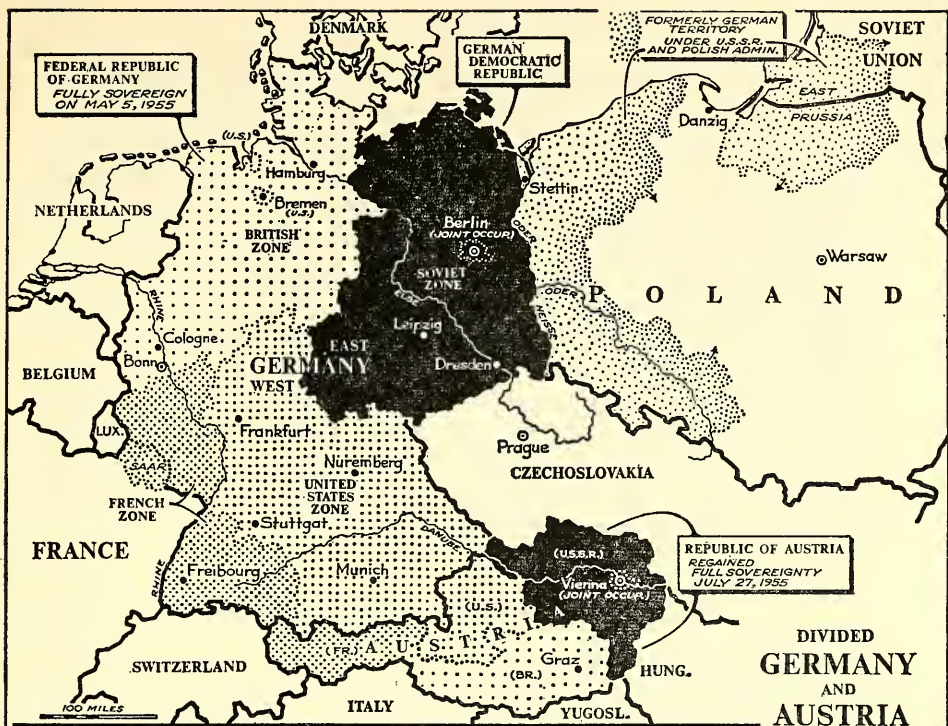 DENMARK
FEDERAL REPUBLIC
OF GERMANY
FULLY SOVEREIGN
ON MAY 5, 1955
GERMAN
DEMOCRATIC
REPUBLIC
FORMERLY GERMAN
TERRITORY
UNDER U.S.S.R.
AND POLISH ADMIN.
SOVIET
UNION
EAST
PRUSSIA
Danzig
(U.S.)
Hamburg
Stettin
Bremen
(U.S.)
NETHERLANDS
BRITISH
ZONE
Berlin
(JOINT OCCUP.)
ODER
Warsaw
SOVIET
ZONE
ODER
POLAND
RHINE
NEISSE
Cologne
Leipzig
EAST
GERMANY
WEST
Bonn
Dresden
BELGIUM
LUX.
Frankfurt
Prague
SAAR
Nuremberg
CZECHOSLOVAKIA
UNITED
STATES
ZONE
FRENCH
ZONE
Stuttgat
DANUBE
FRANCE
(U.S.S.R.)
REPUBLIC OF AUSTRIA
REGAINED
FULL SOVEREIGNTY
JULY 27, 1955
RHINE
Freibourg
Munich
Vienna
(JOINT OCCUP.)
(U.S.)
AUSTRIA
(FR.)
SWITZERLAND
Graz
(BR.)
HUNG.
DIVIDED
GERMANY
AND
AUSTRIA
100 MILES
ITALY
YUGOSL.